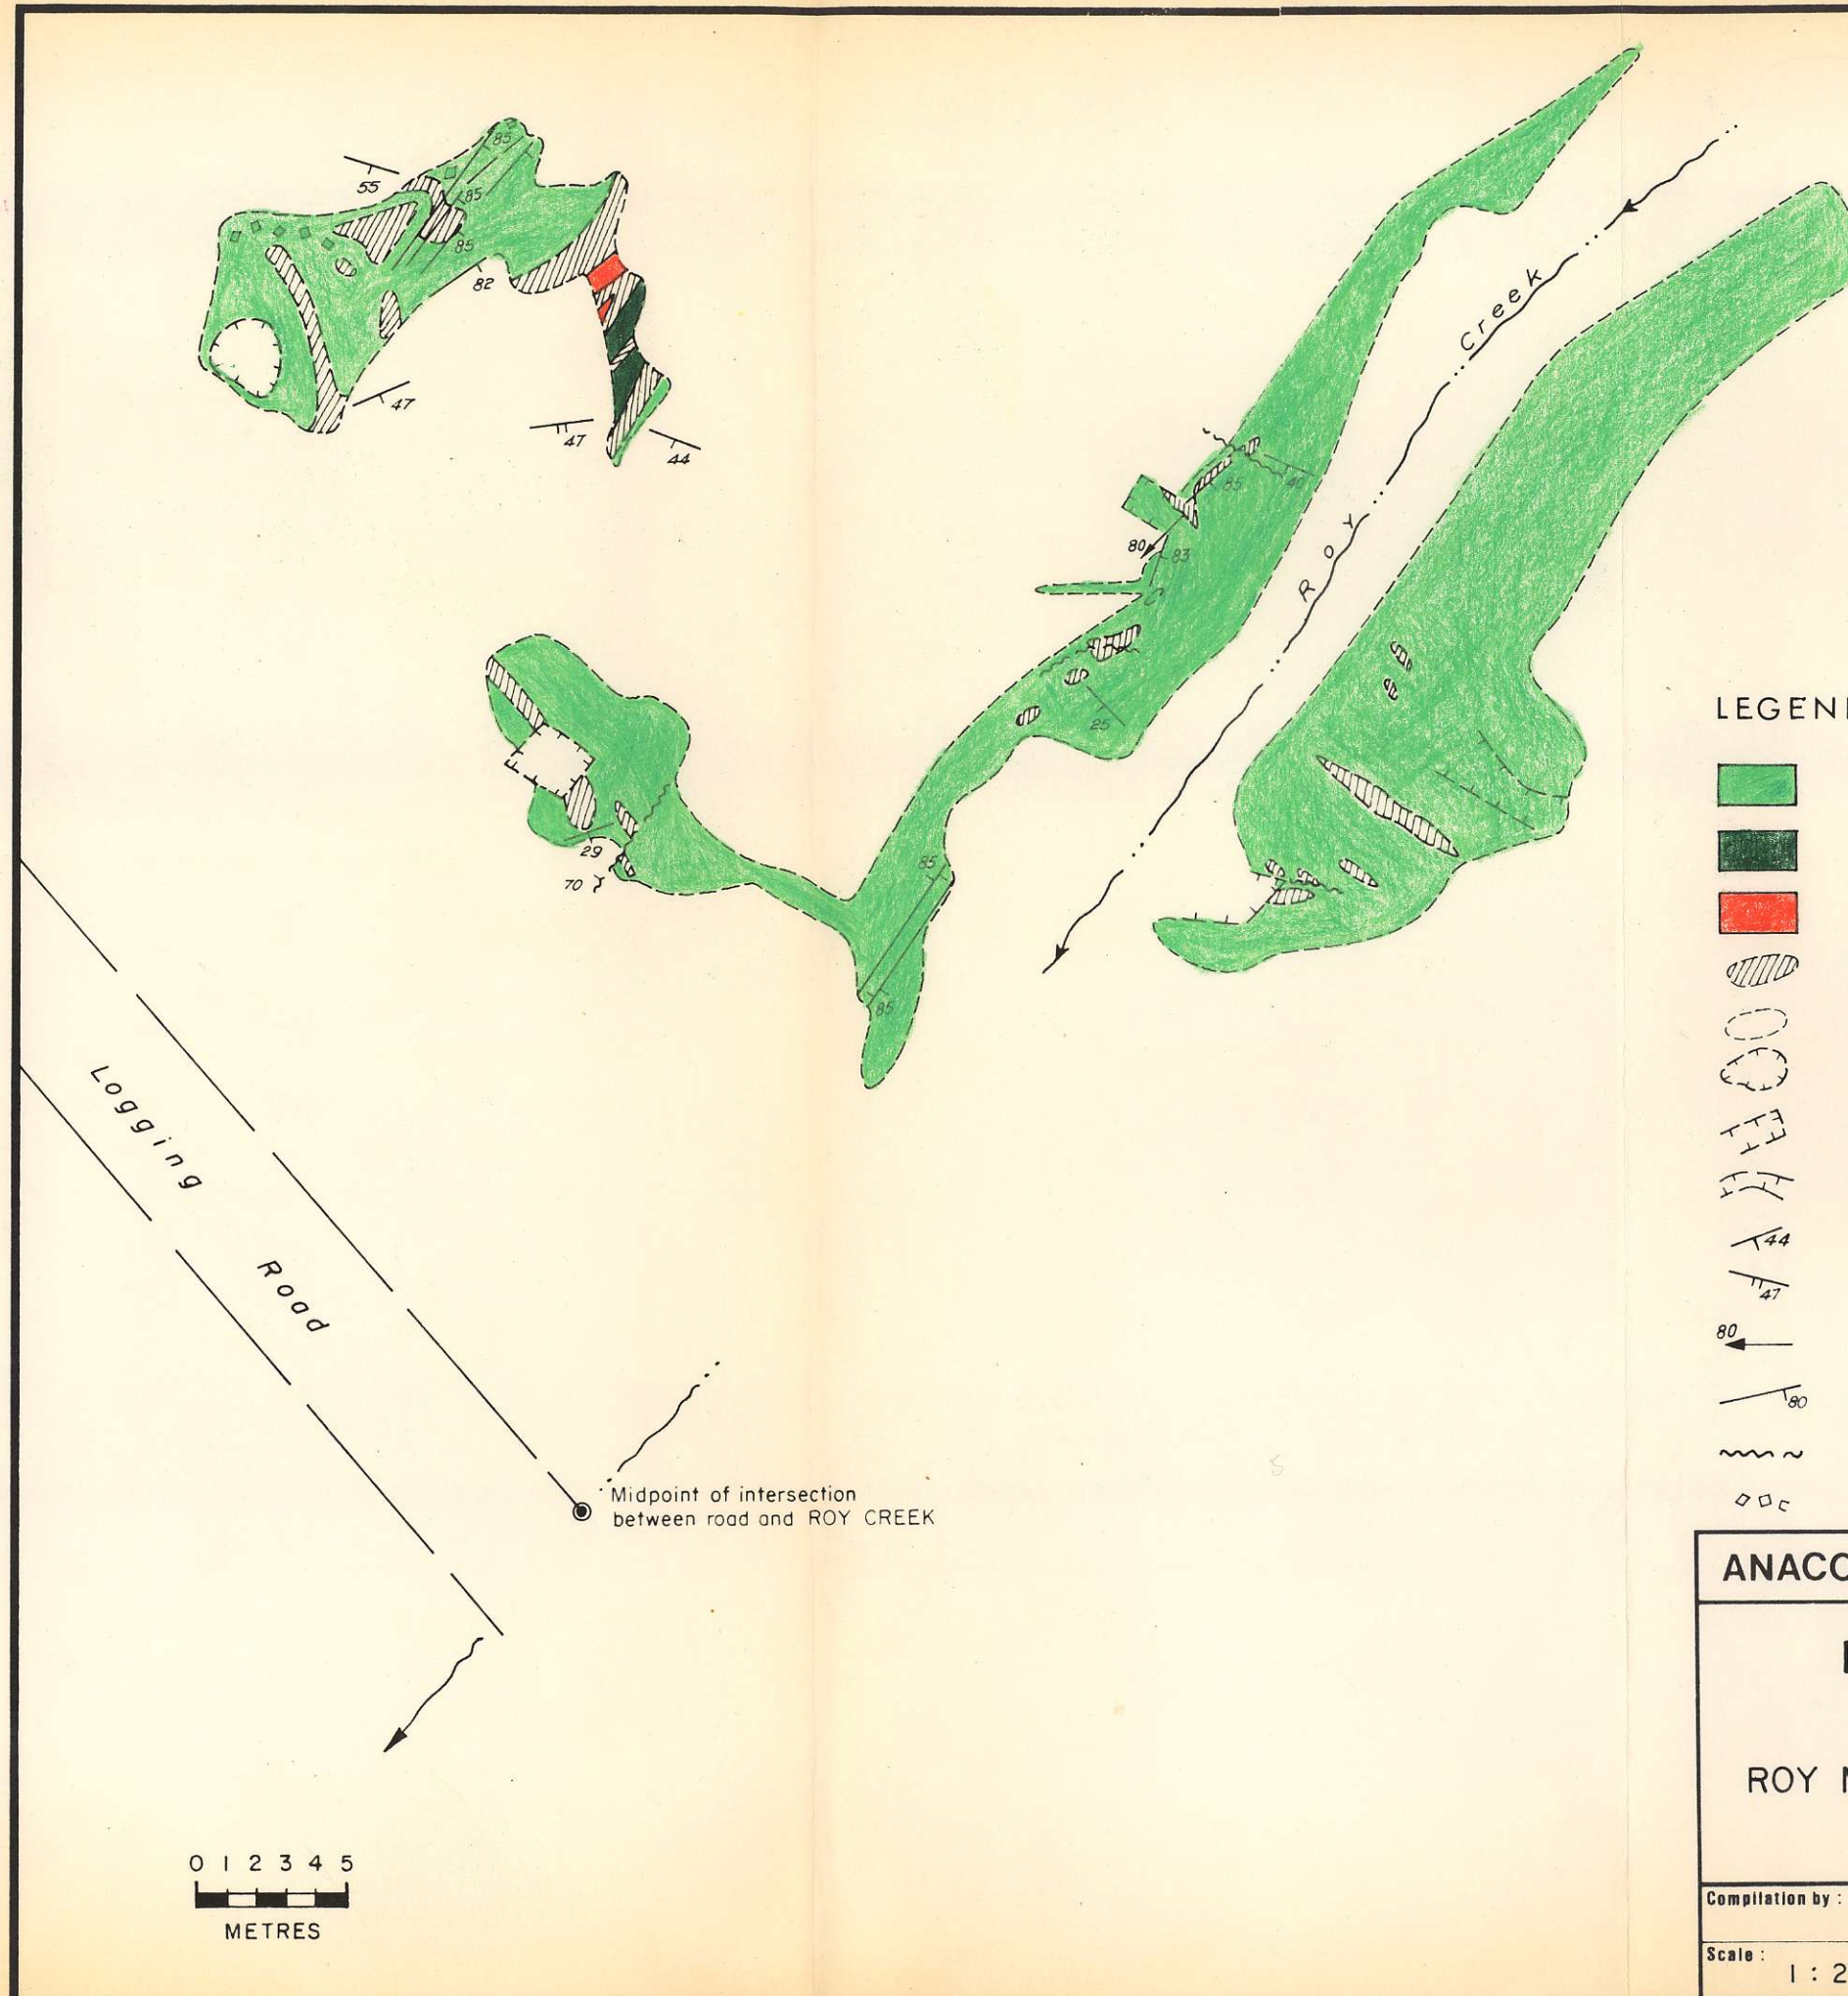 85
55
85
85
82
47
47
44
Creek
85
40
80
83
Roy
C
25
29
70
85
85
LEGEN
44
47
80
80
Logging
Road
Midpoint of intersection
between road and ROY CREEK
ANACO
ROY
Compilation by :
Scale :
1 : 2
0 1 2 3 4 5
METRES